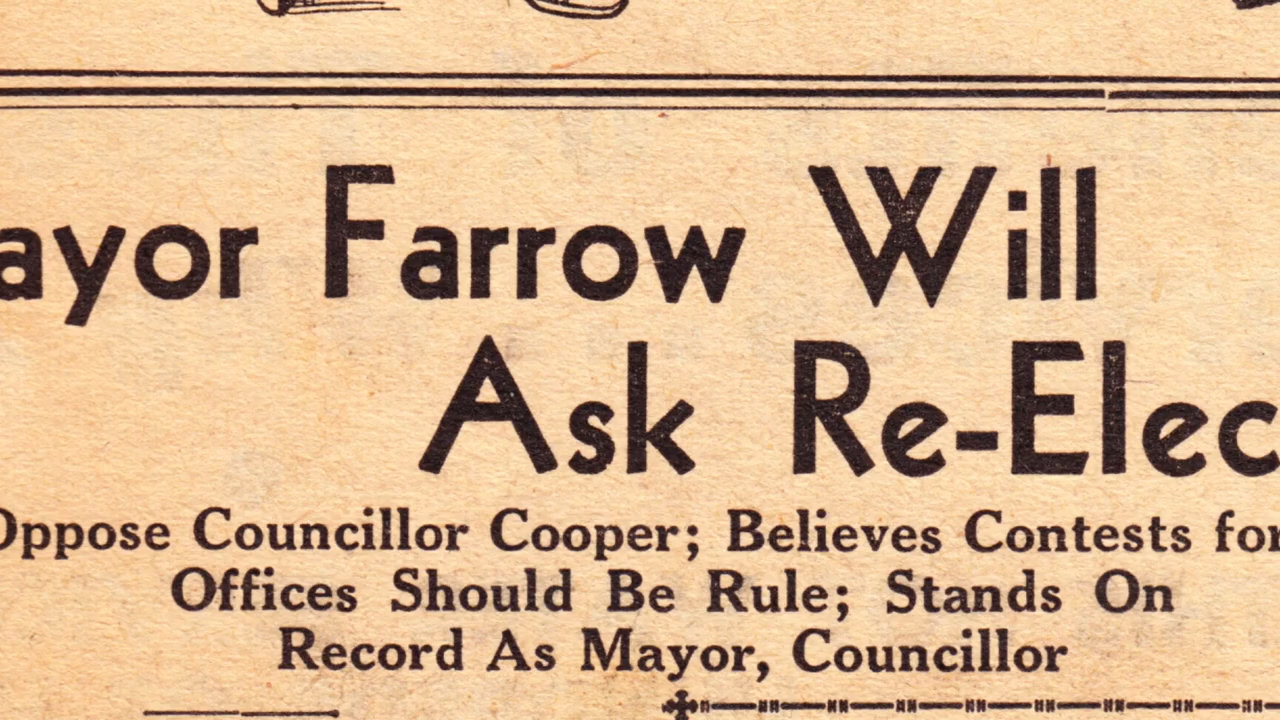 ayor Farrow Will
Ask Re-Elec
Oppose Councillor Cooper; Believes Contests for
Offices Should Be Rule; Stands On
Record As Mayor, Councillor